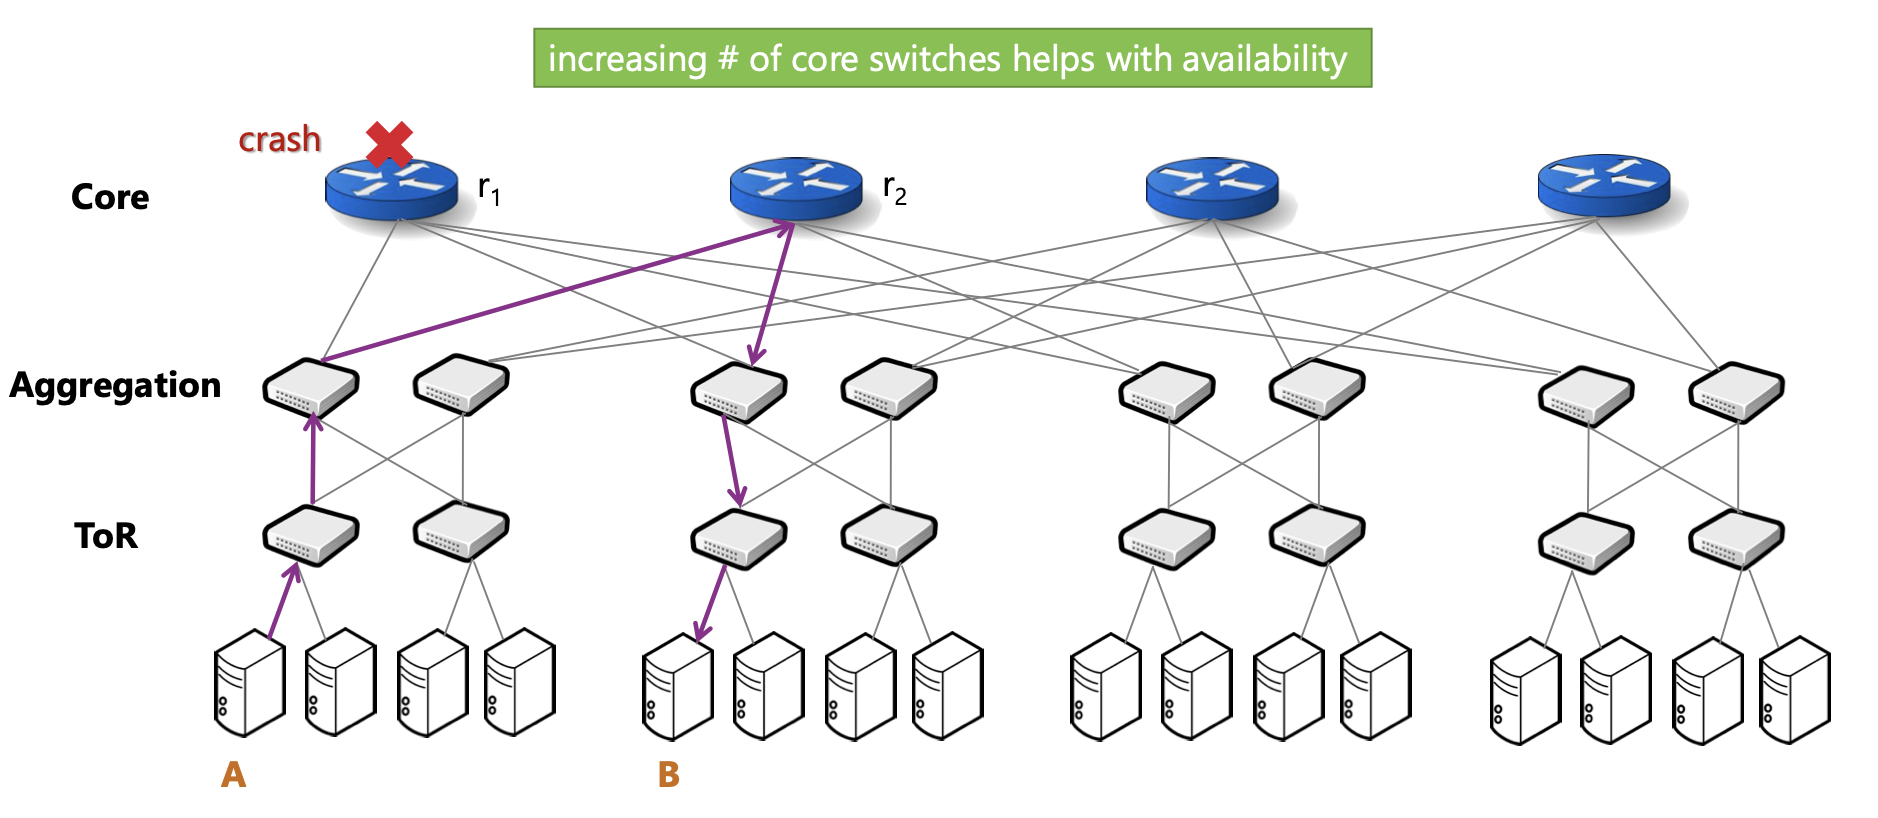 increasing # of core switches helps with availability
crash
Core
r1
r2
Aggregation
ToR
A
B